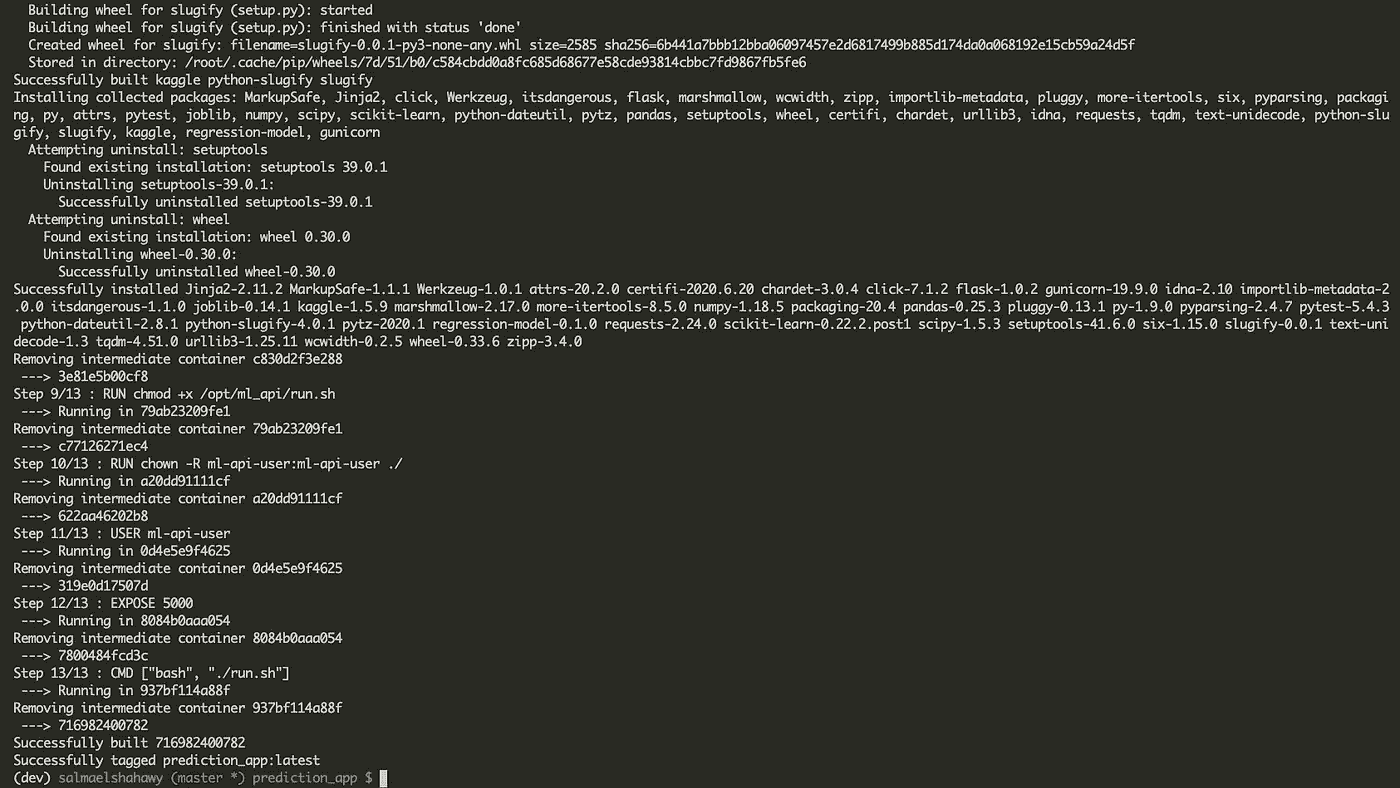 Building wheel for slugify (setup.py): started
Building wheel for slugify (setup.py): finished with status 'done'
Created wheel for slugify: filename=slugify-0.0.1-py3-none-any.whl size=2585 sha256=6b441a7bbb12bba06097457e2d6817499b885d174da0a068192e15cb59a24d5f
Stored in directory: /root/.cache/pip/wheels/7d/51/b0/c584cbdd0a8fc685d68677e58cde93814cbbc7fd9867fb5fe6
Successfully built kaggle python-slugify slugify
Installing collected packages: MarkupSafe, Jinja2, click, Werkzeug, itsdangerous, flask, marshmallow, wcwidth, zipp, importlib-metadata, pluggy, more-itertools, six, pyparsing, packagi
ng, py, attrs, pytest, joblib, numpy, scipy, scikit-learn, python-dateutil, pytz, pandas, setuptools, wheel, certifi, chardet, urllib3, idna, requests, tqdm, text-unidecode, python-slu
gify, slugify, kaggle, regression-model, gunicorn
Attempting uninstall: setuptools
Found existing installation: setuptools 39.0.1
Uninstalling setuptools-39.0.1:
Successfully uninstalled setuptools-39.0.1
Attempting uninstall: wheel
Found existing installation: wheel 0.30.0
Uninstalling wheel-0.30.0:
Successfully uninstalled wheel-0.30.0
Successfully installed Jinja2-2.11.2 MarkupSafe-1.1.1 Werkzeug-1.0.1 attrs-20.2.0 certifi-2020.6.20 chardet-3.0.4 click-7.1.2 flask-1.0.2 gunicorn-19.9.0 idna-2.10 importlib-metadata-2
.0.0 itsdangerous-1.1.0 joblib-0.14.1 kaggle-1.5.9 marshmallow-2.17.0 more-itertools-8.5.0 numpy-1.18.5 packaging-20.4 pandas-0.25.3 pluggy-0.13.1 py-1.9.0 pyparsing-2.4.7 pytest-5.4.3
python-dateutil-2.8.1 python-slugify-4.0.1 pytz-2020.1 regression-model-0.1.0 requests-2.24.0 scikit-learn-0.22.2.post1 scipy-1.5.3 setuptools-41.6.0 six-1.15.0 slugify-0.0.1 text-uni
decode-1.3 tqdm-4.51.0 urllib3-1.25.11 wcwidth-0.2.5 wheel-0.33.6 zipp-3.4.0
Removing intermediate container c830d2f3e288
---> 3e81e5b00cf8
Step 9/13 : RUN chmod +x /opt/ml_api/run.sh
---> Running in 79ab23209fe1
Removing intermediate container 79ab23209fe1
---> c77126271ec4
Step 10/13 : RUN chown -R ml-api-user:ml-api-user ./
---> Running in a20dd91111cf
Removing intermediate container a20dd91111cf
---> 622aa46202b8
Step 11/13 : USER ml-api-user
---> Running in 0d4e5e9f4625
Removing intermediate container 0d4e5e9f4625
---> 319e0d17507d
Step 12/13 : EXPOSE 5000
---> Running in 8084b0aaa054
Removing intermediate container 8084b0aaa054
---> 7800484fcd3c
Step 13/13 : CMD ["bash", "./run.sh"]
---> Running in 937bf114a88f
Removing intermediate container 937bf114a88f
---> 716982400782
Successfully built 716982400782
Successfully tagged prediction_app:latest
(dev) salmaelshahawy (master *) prediction_app $